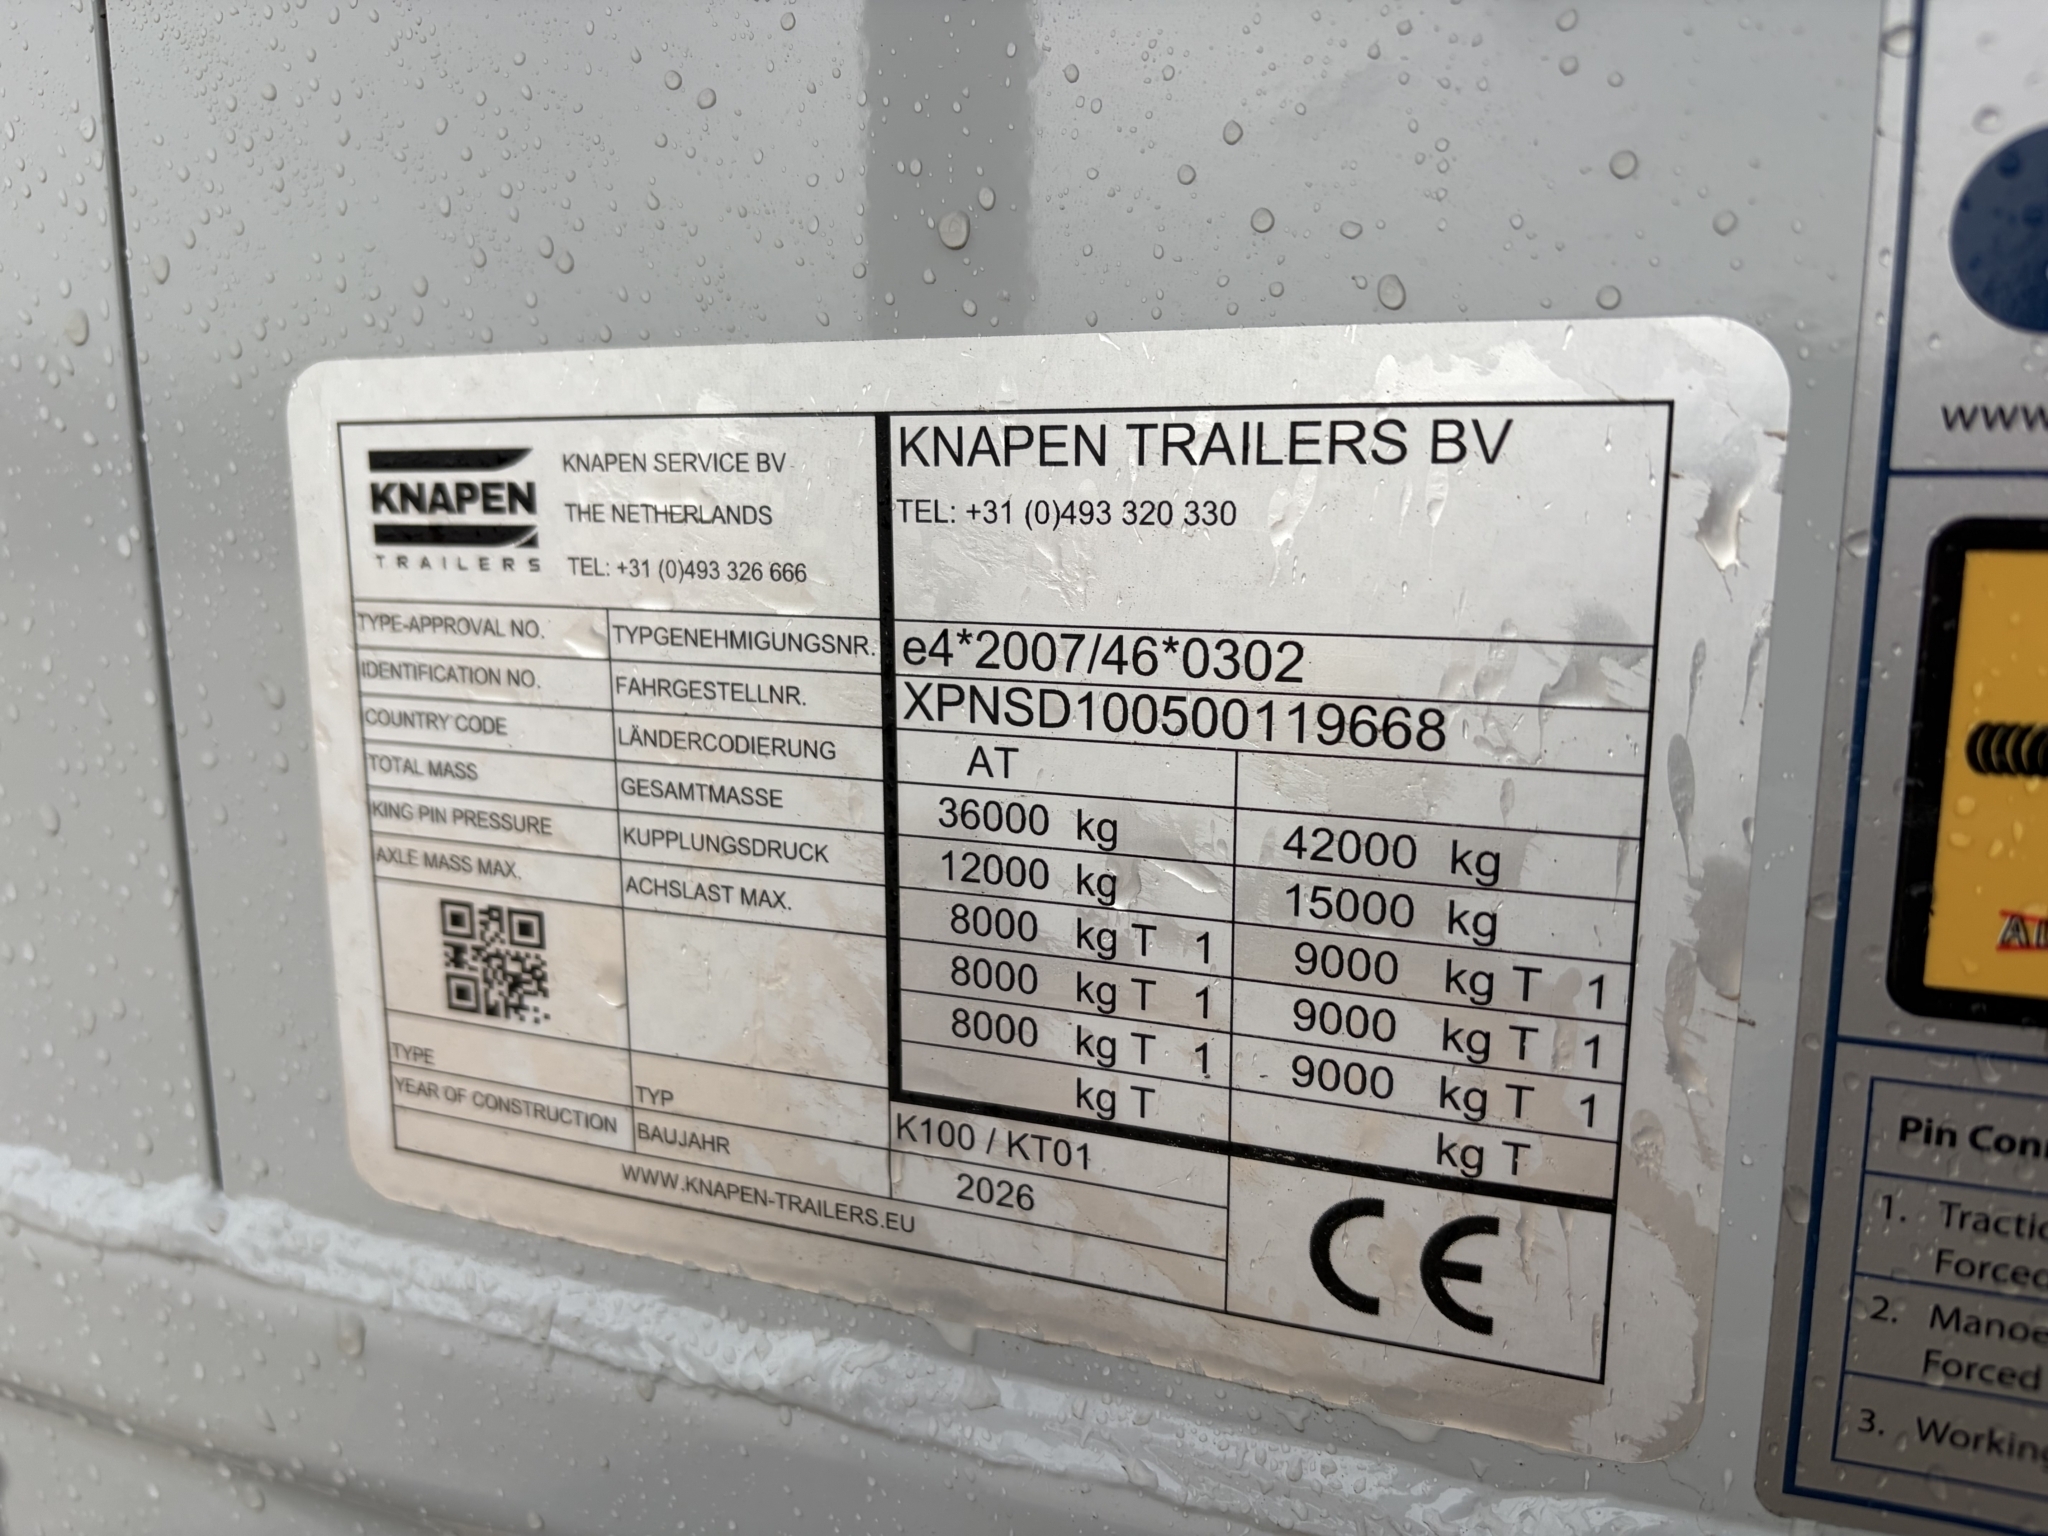 KNAPEN
TRAILERS
KNAPEN SERVICE BV
THE NETHERLANDS
TEL: +31 (0)493 326 666
KNAPEN TRAILERS BV
TEL: +31 (0)493 320 330
TYPE-APPROVAL NO. TYPGENEHMIGUNGSNR. e4*2007/46*0302
IDENTIFICATION NO. FAHRGESTELLNR. XPNSD100500119668
COUNTRY CODE LÄNDERCODIERUNG AT
TOTAL MASS GESAMTMASSE 36000 kg 42000 kg
KING PIN PRESSURE KUPPLUNGSDRUCK 12000 kg 15000 kg
AXLE MASS MAX. ACHSLAST MAX. 8000 kg T 1 9000 kg T 1
8000 kg T 1 9000 kg T 1
8000 kg T 1 9000 kg T 1
kg T kg T
TYPE TYP K100 / KT01
YEAR OF CONSTRUCTION BAUJAHR 2026
WWW.KNAPEN-TRAILERS.EU
CE
www.
Pin
1.
Forced
2.
Forced
3. Working